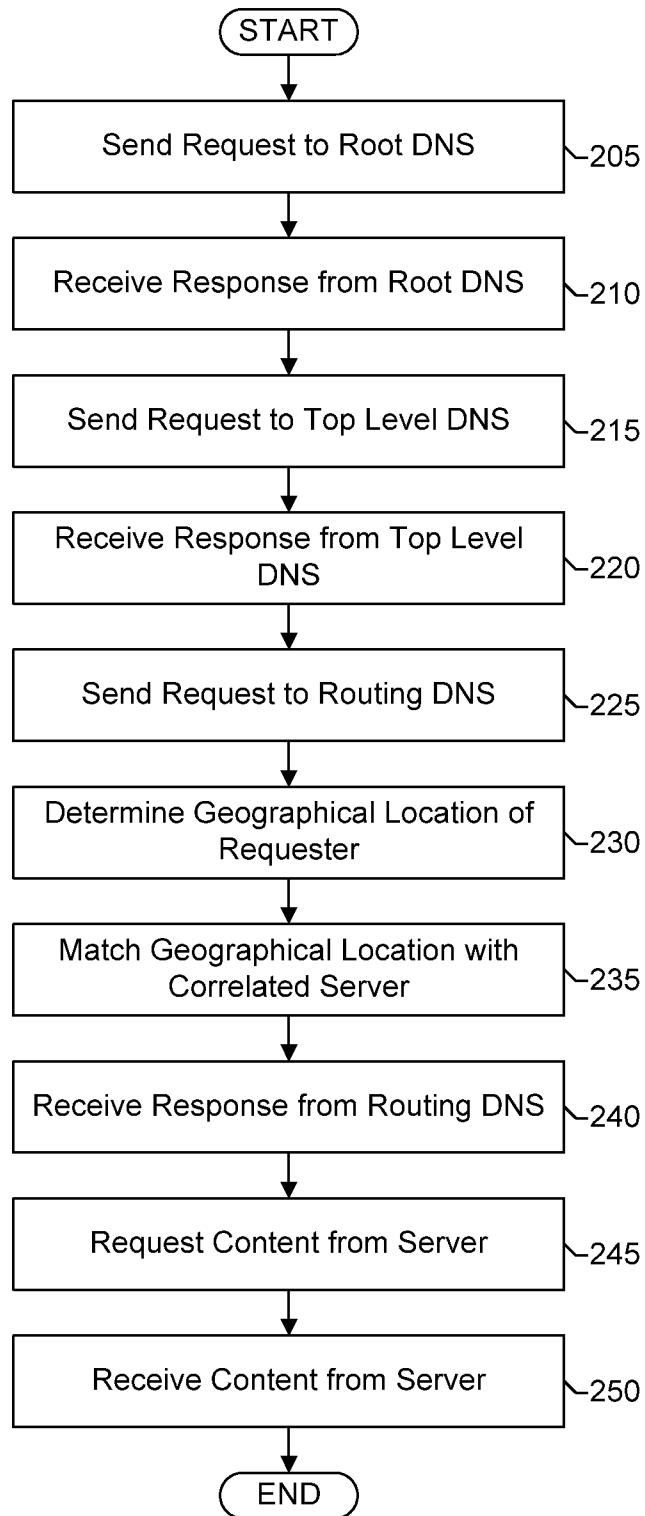 START
Send Request to Root DNS
205
Receive Response from Root DNS
210
Send Request to Top Level DNS
215
Receive Response from Top Level
DNS
220
Send Request to Routing DNS
225
Determine Geographical Location of
Requester
230
Match Geographical Location with
Correlated Server
235
Receive Response from Routing DNS
240
Request Content from Server
245
Receive Content from Server
250
END